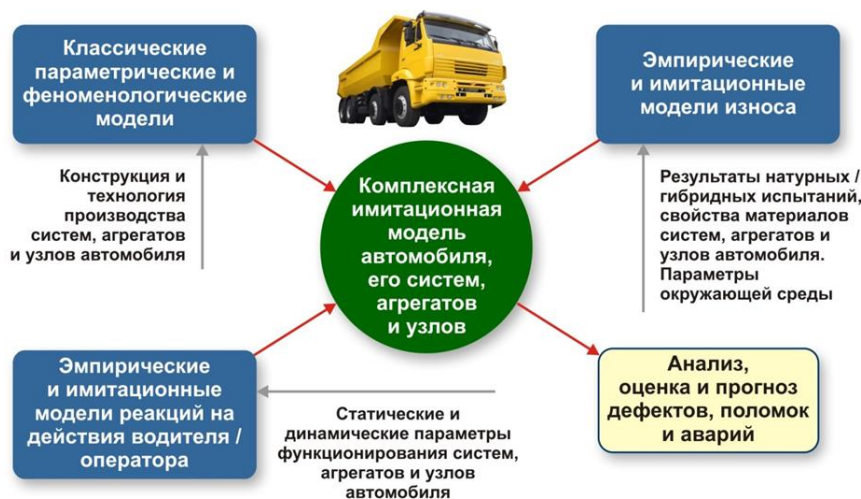 Классические
параметрические и
феноменологические
модели
Эмпирические
и имитационные
модели износа
Конструкция и
технология
производства
систем, агрегатов
и узлов автомобиля
Комплексная
имитационная
модель
автомобиля,
его систем,
агрегатов
и узлов
Результаты натурных /
гибридных испытаний,
свойства материалов
систем, агрегатов и
узлов автомобиля.
Параметры
окружающей среды
Эмпирические
и имитационные
модели реакций на
действия водителя /
оператора
Статические и
динамические параметры
функционирования систем,
агрегатов и узлов
автомобиля
Анализ,
оценка и прогноз
дефектов, поломок
и аварий